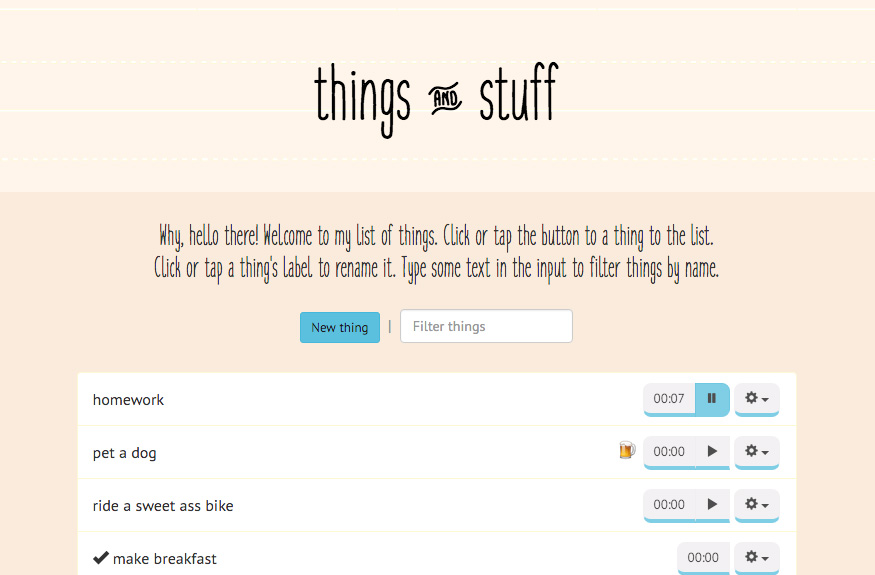 things AND stuff
Why, hello there! Welcome to my list of things. Click or tap the button to a thing to the list.
Click or tap a thing's label to rename it. Type some text in the input to filter things by name.
New thing | Filter things
homework 00:07
pet a dog 00:00
ride a sweet ass bike 00:00
make breakfast 00:00